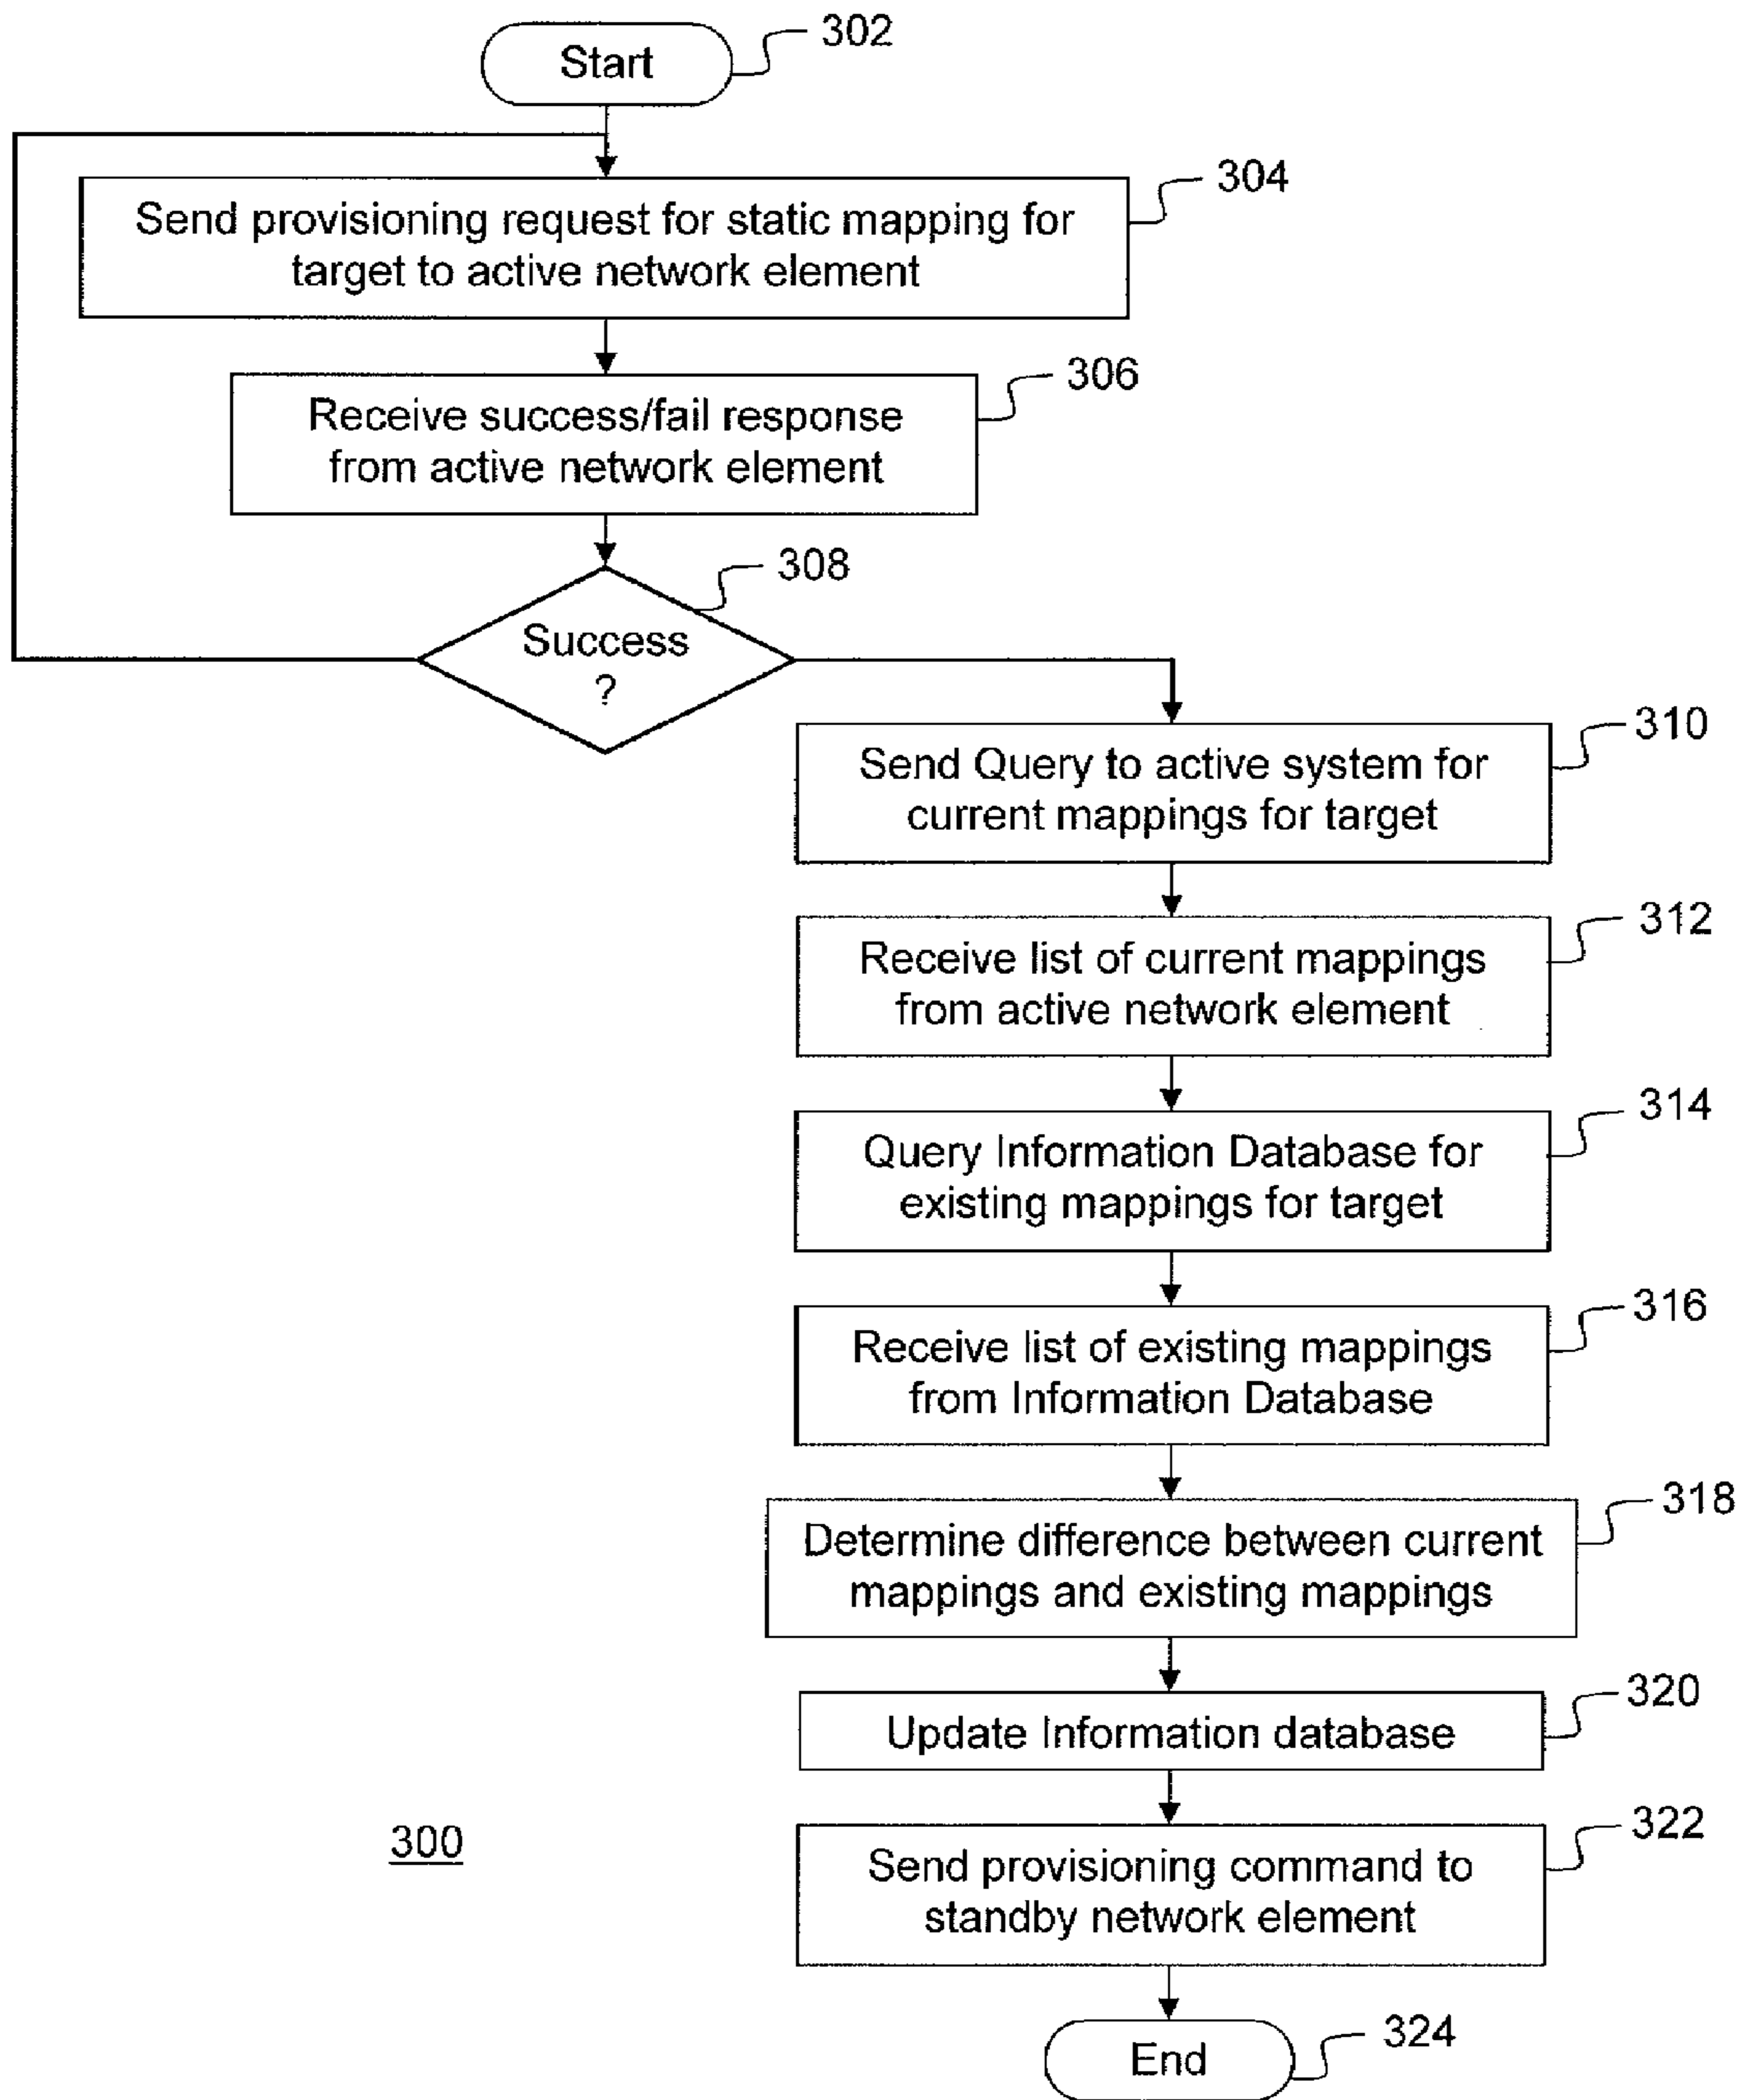 Start
302
Send provisioning request for static mapping for
target to active network element
304
Receive success/fail response
from active network element
306
Success
?
308
Send Query to active system for
current mappings for target
310
Receive list of current mappings
from active network element
312
Query Information Database for
existing mappings for target
314
Receive list of existing mappings
from Information Database
316
Determine difference between current
mappings and existing mappings
318
Update Information database
320
Send provisioning command to
standby network element
322
300
End
324